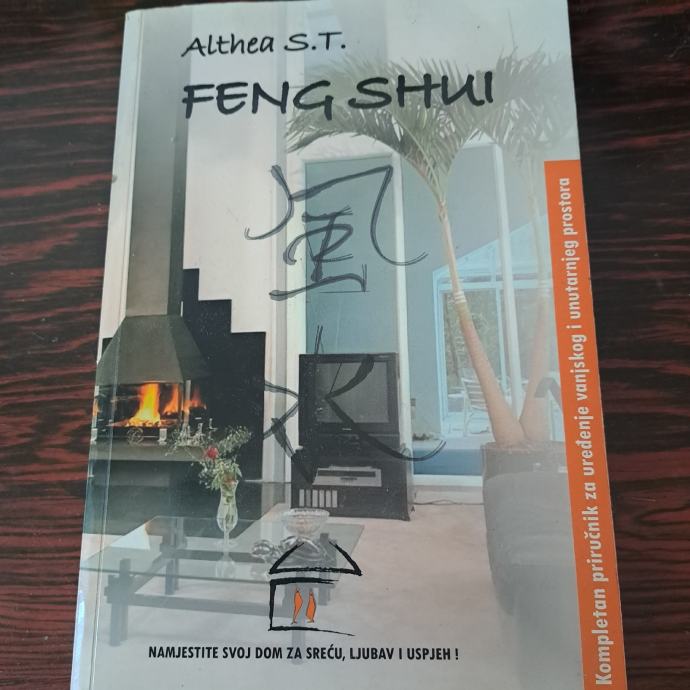 Althea S.T.
FENG SHUI
風
水
Kompletan priručnik za uređenje vanjskog i unutarnjeg prostora
NAMJESTITE SVOJ DOM ZA SREĆU, LJUBAV I USPJEH !